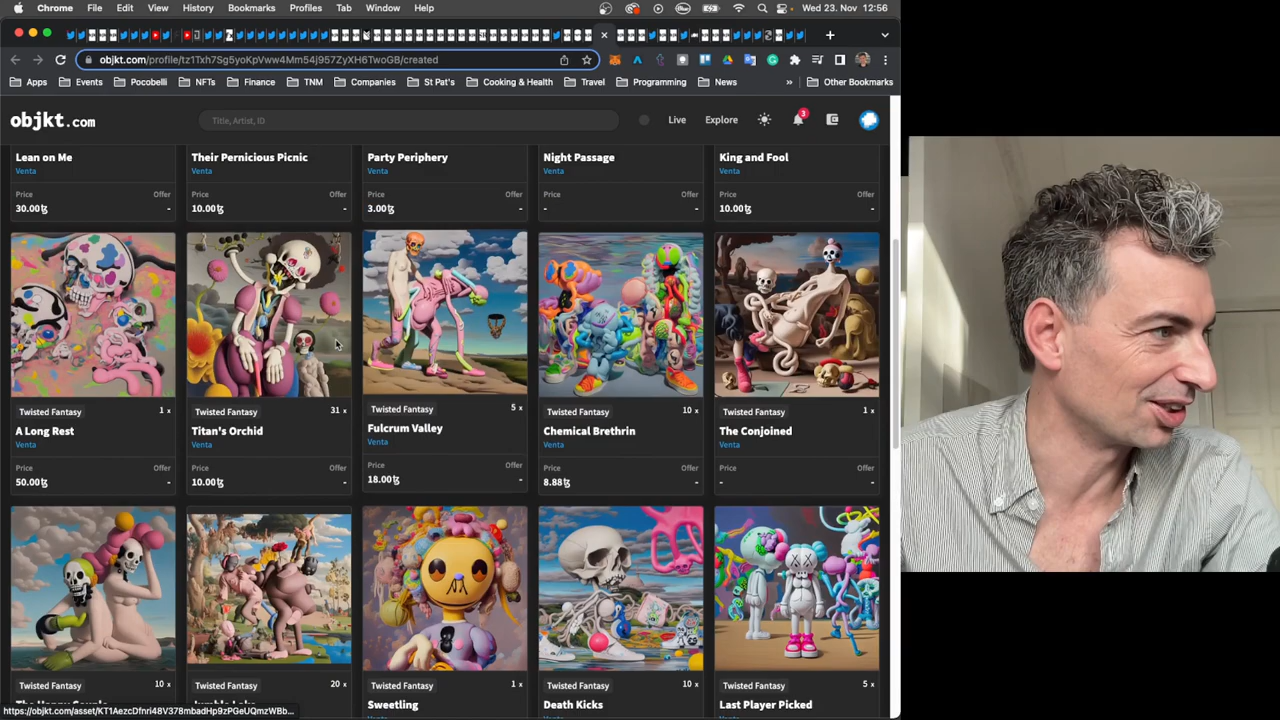 Chrome File Edit View History Bookmarks Profiles Tab Window Help Wed 23. Nov 12:56
objkt.com/profile/tz1Txh7Sg5yoKpVww4Mm54j957ZyXH6TwoGB/created
Apps Events Pocobelli NFTs Finance TNM Companies St Pat's Cooking & Health Travel Programming News » Other Bookmarks
objkt.com Title, Artist, ID Live Explore 3
Lean on Me Their Pernicious Picnic Party Periphery Night Passage King and Fool
Venta Venta Venta Venta Venta
Price Offer Price Offer Price Offer Price Offer Price Offer
30.00ꜩ - 10.00ꜩ - 3.00ꜩ - - - 10.00ꜩ -
Twisted Fantasy 1 x Twisted Fantasy 31 x Twisted Fantasy 5 x Twisted Fantasy 10 x Twisted Fantasy 1 x
A Long Rest Titan's Orchid Fulcrum Valley Chemical Brethrin The Conjoined
Venta Venta Venta Venta Venta
Price Offer Price Offer Price Offer Price Offer Price Offer
50.00ꜩ - 10.00ꜩ - 18.00ꜩ - 8.88ꜩ - - -
Twisted Fantasy 10 x Twisted Fantasy 20 x Twisted Fantasy 1 x Twisted Fantasy 10 x Twisted Fantasy 5 x
Sweetling Death Kicks Last Player Picked
https://objkt.com/asset/KT1AezcDfnri48V378mbadHp9zPGeUQmzWBb...